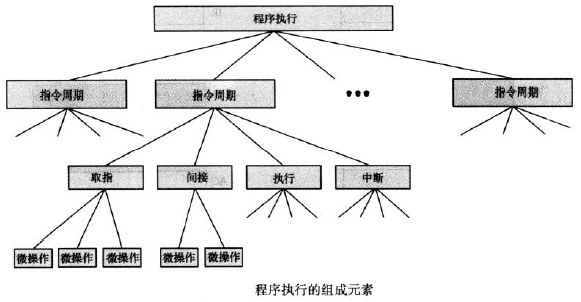 程序执行
指令周期 指令周期 ••• 指令周期
取指 间接 执行 中断
微操作 微操作 微操作 微操作 微操作
程序执行的组成元素